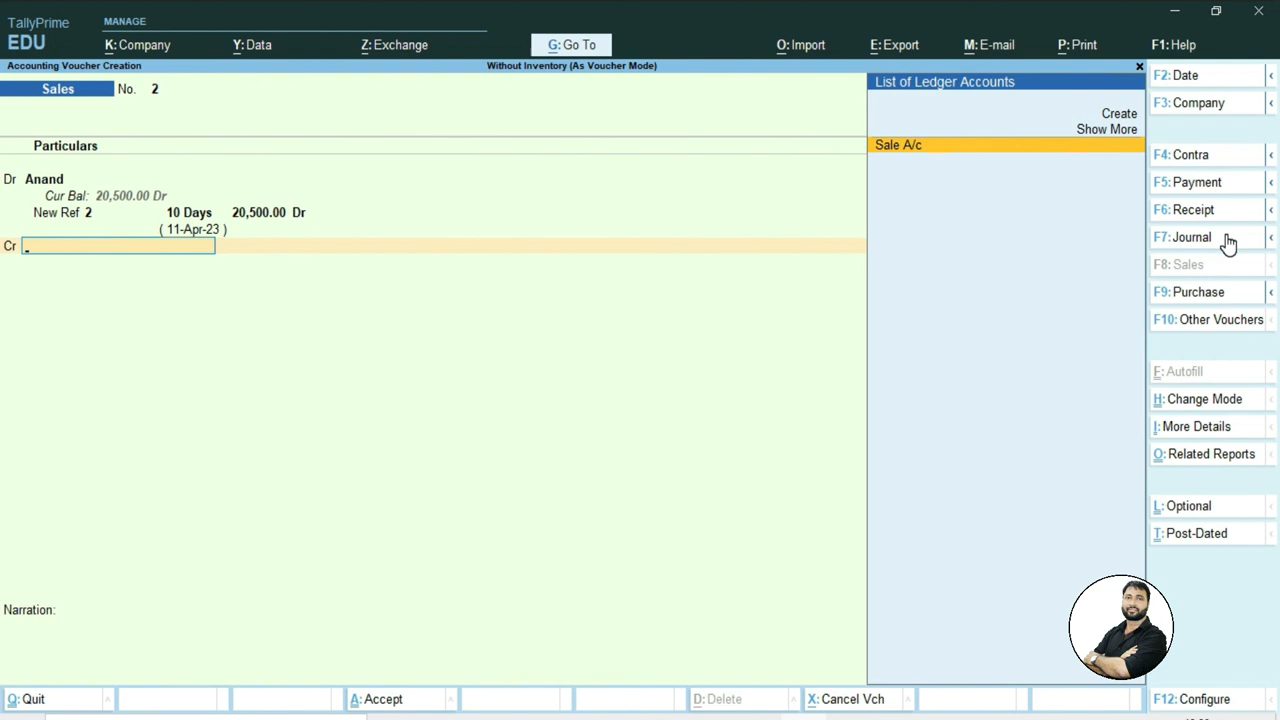 TallyPrime
EDU
MANAGE
K: Company
Y: Data
Z: Exchange
G: Go To
O: Import
E: Export
M: E-mail
P: Print
F1: Help
Accounting Voucher Creation
Without Inventory (As Voucher Mode)
Sales No. 2
Particulars
Dr Anand
Cur Bal: 20,500.00 Dr
New Ref 2 10 Days 20,500.00 Dr
( 11-Apr-23 )
Cr
Narration:
List of Ledger Accounts
Create
Show More
Sale A/c
F2: Date
F3: Company
F4: Contra
F5: Payment
F6: Receipt
F7: Journal
F8: Sales
F9: Purchase
F10: Other Vouchers
E: Autofill
H: Change Mode
I: More Details
O: Related Reports
L: Optional
T: Post-Dated
Q: Quit
A: Accept
D: Delete
X: Cancel Vch
F12: Configure